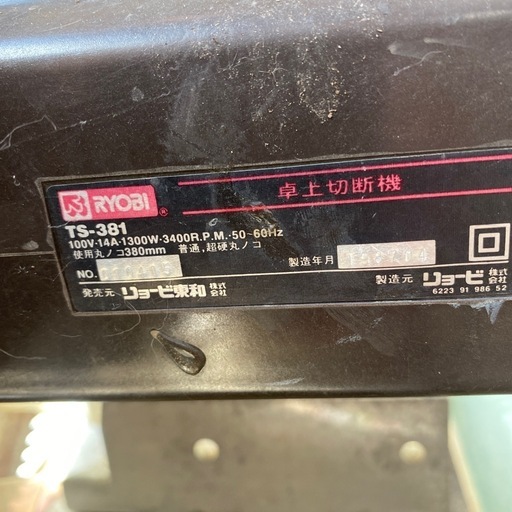 RYOBI ® 卓上切断機
TS-381
100V·14A·1300W·3400R.P.M.·50~60Hz
使用丸ノコ380mm 普通,超硬丸ノコ
NO. 製造年月
発売元 リョービ東和 株式会社 製造元 リョービ 株式会社
6223 91 986 52